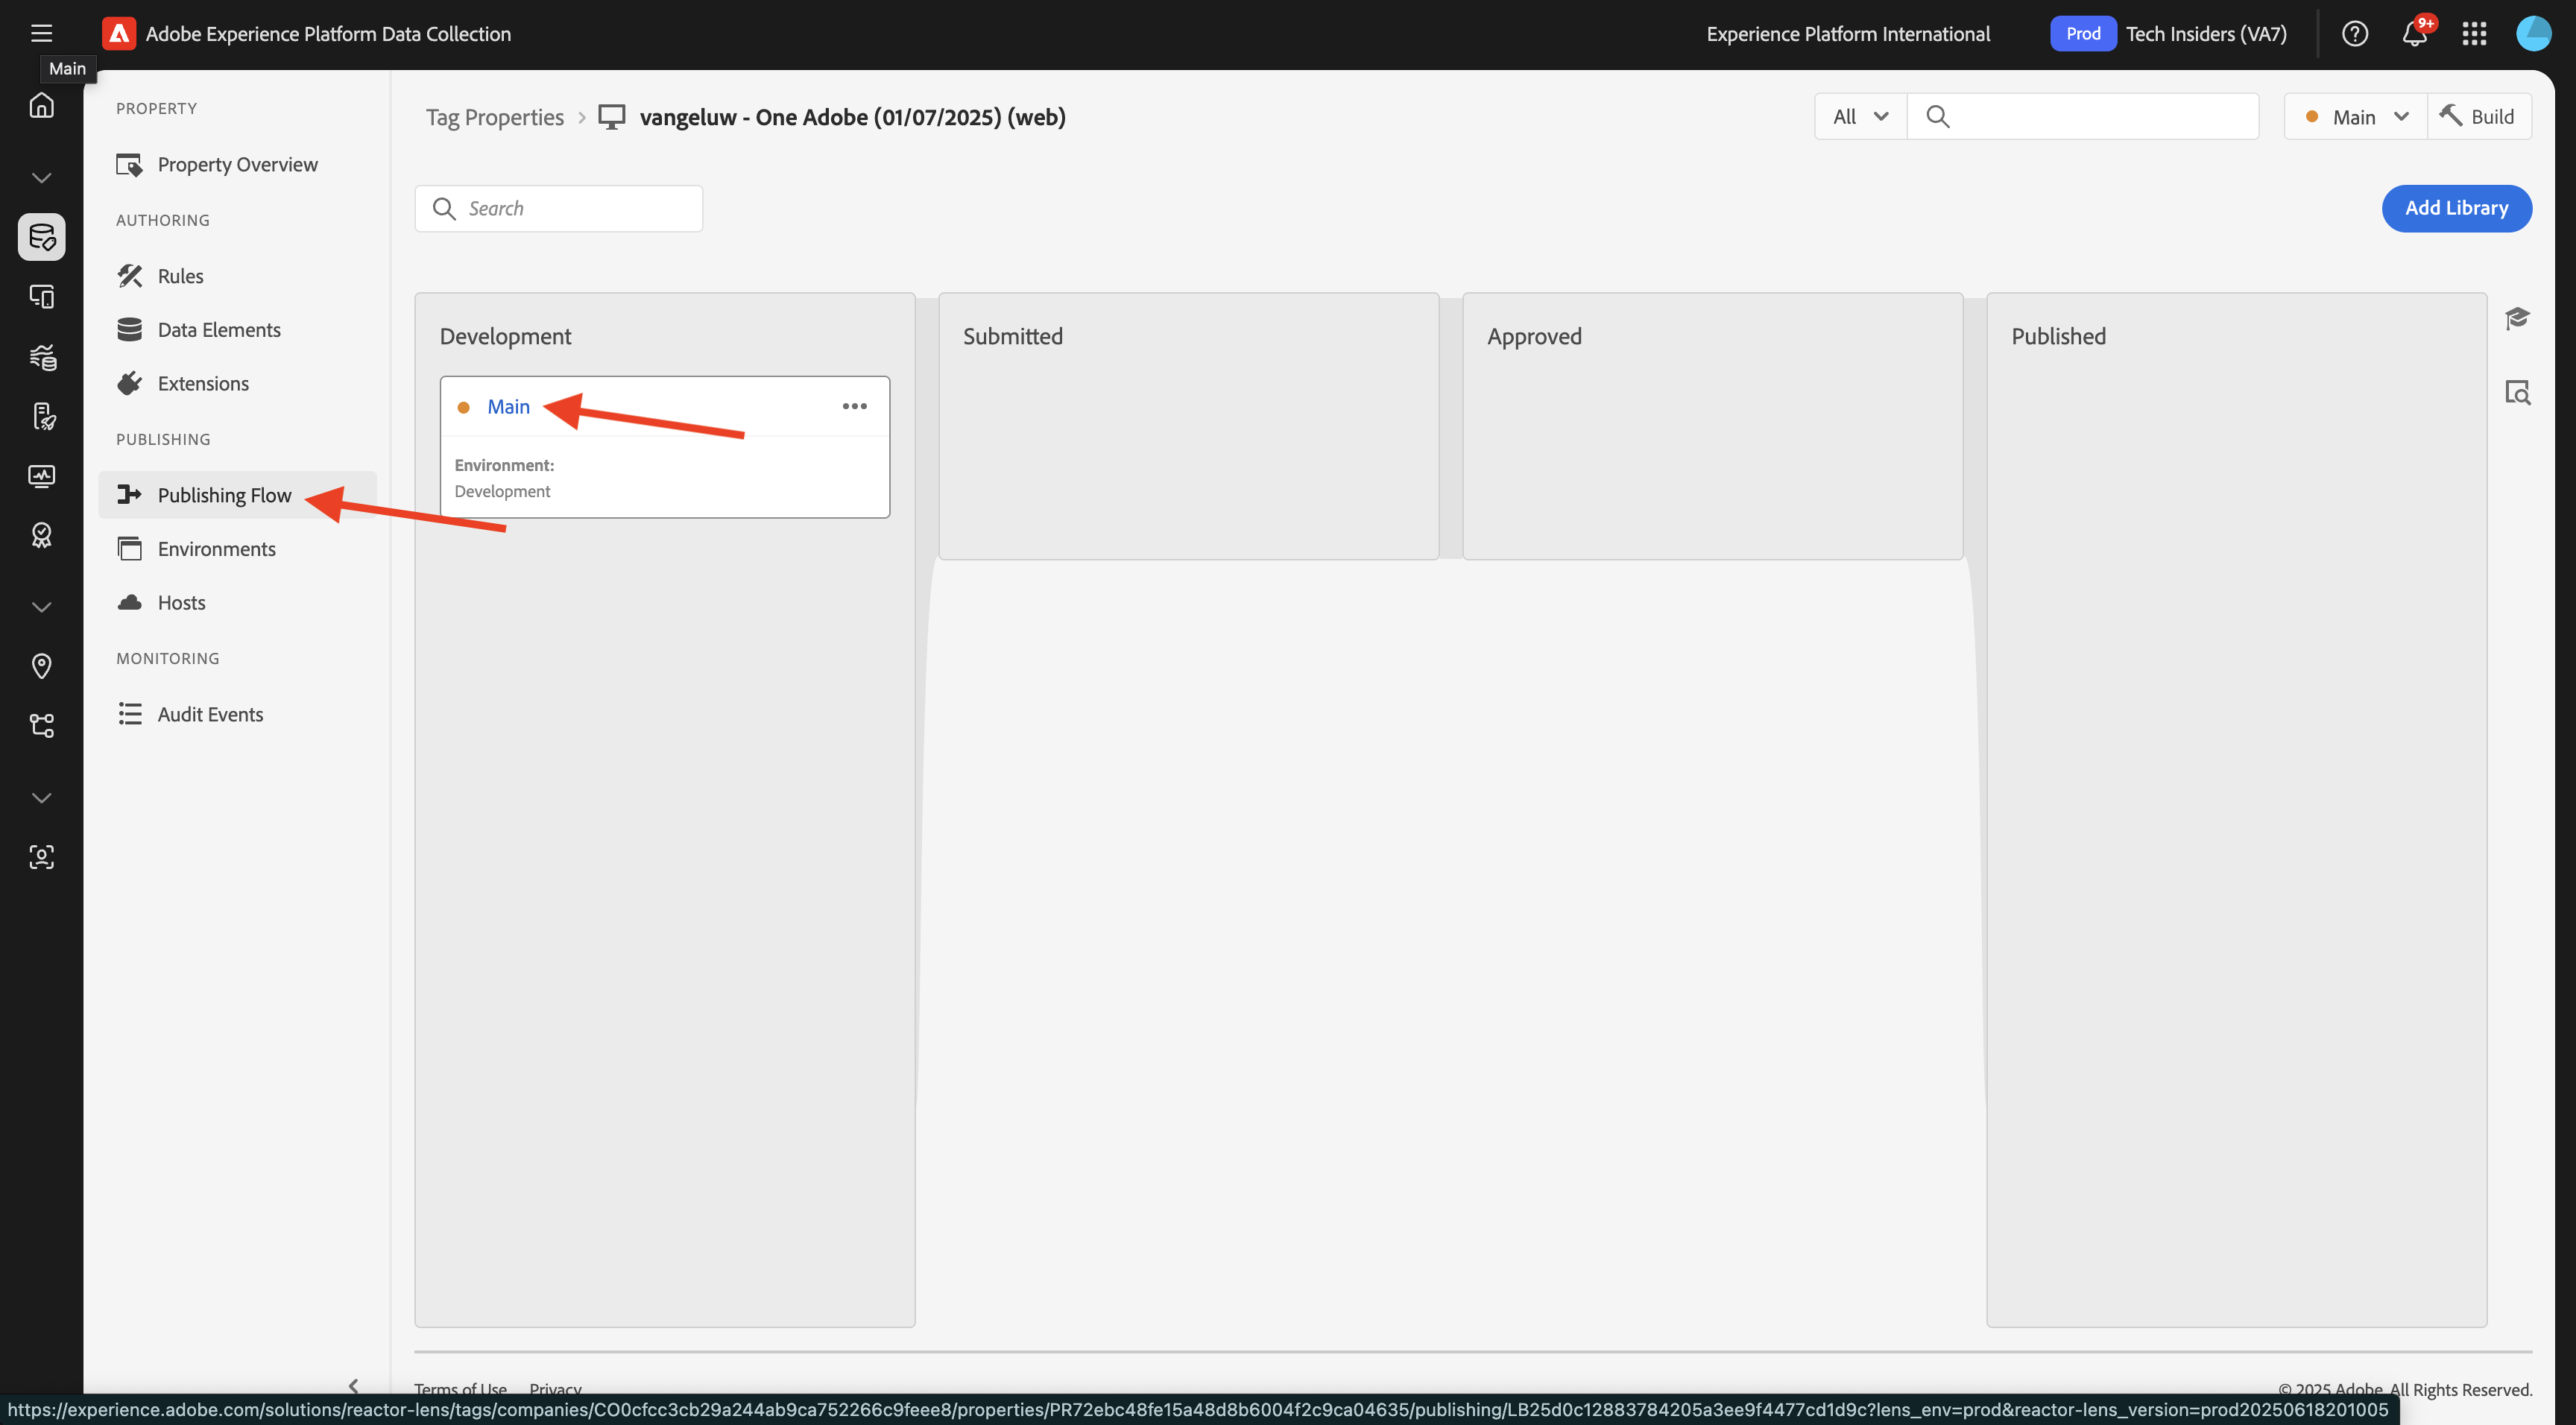 Adobe Experience Platform Data Collection
Experience Platform International
Prod
Tech Insiders (VA7)
9+
Main
PROPERTY
Property Overview
AUTHORING
Rules
Data Elements
Extensions
PUBLISHING
Publishing Flow
Environments
Hosts
MONITORING
Audit Events
Tag Properties > vangeluw - One Adobe (01/07/2025) (web)
All
Main
Build
Search
Add Library
Development
Main
Environment:
Development
Submitted
Approved
Published
Terms of Use
Privacy
© 2025 Adobe. All Rights Reserved.
https://experience.adobe.com/solutions/reactor-lens/tags/companies/CO0cfcc3cb29a244ab9ca752266c9feee8/properties/PR72ebc48fe15a48d8b6004f2c9ca04635/publishing/LB25d0c12883784205a3ee9f4477cd1d9c?lens_env=prod&reactor-lens_version=prod20250618201005